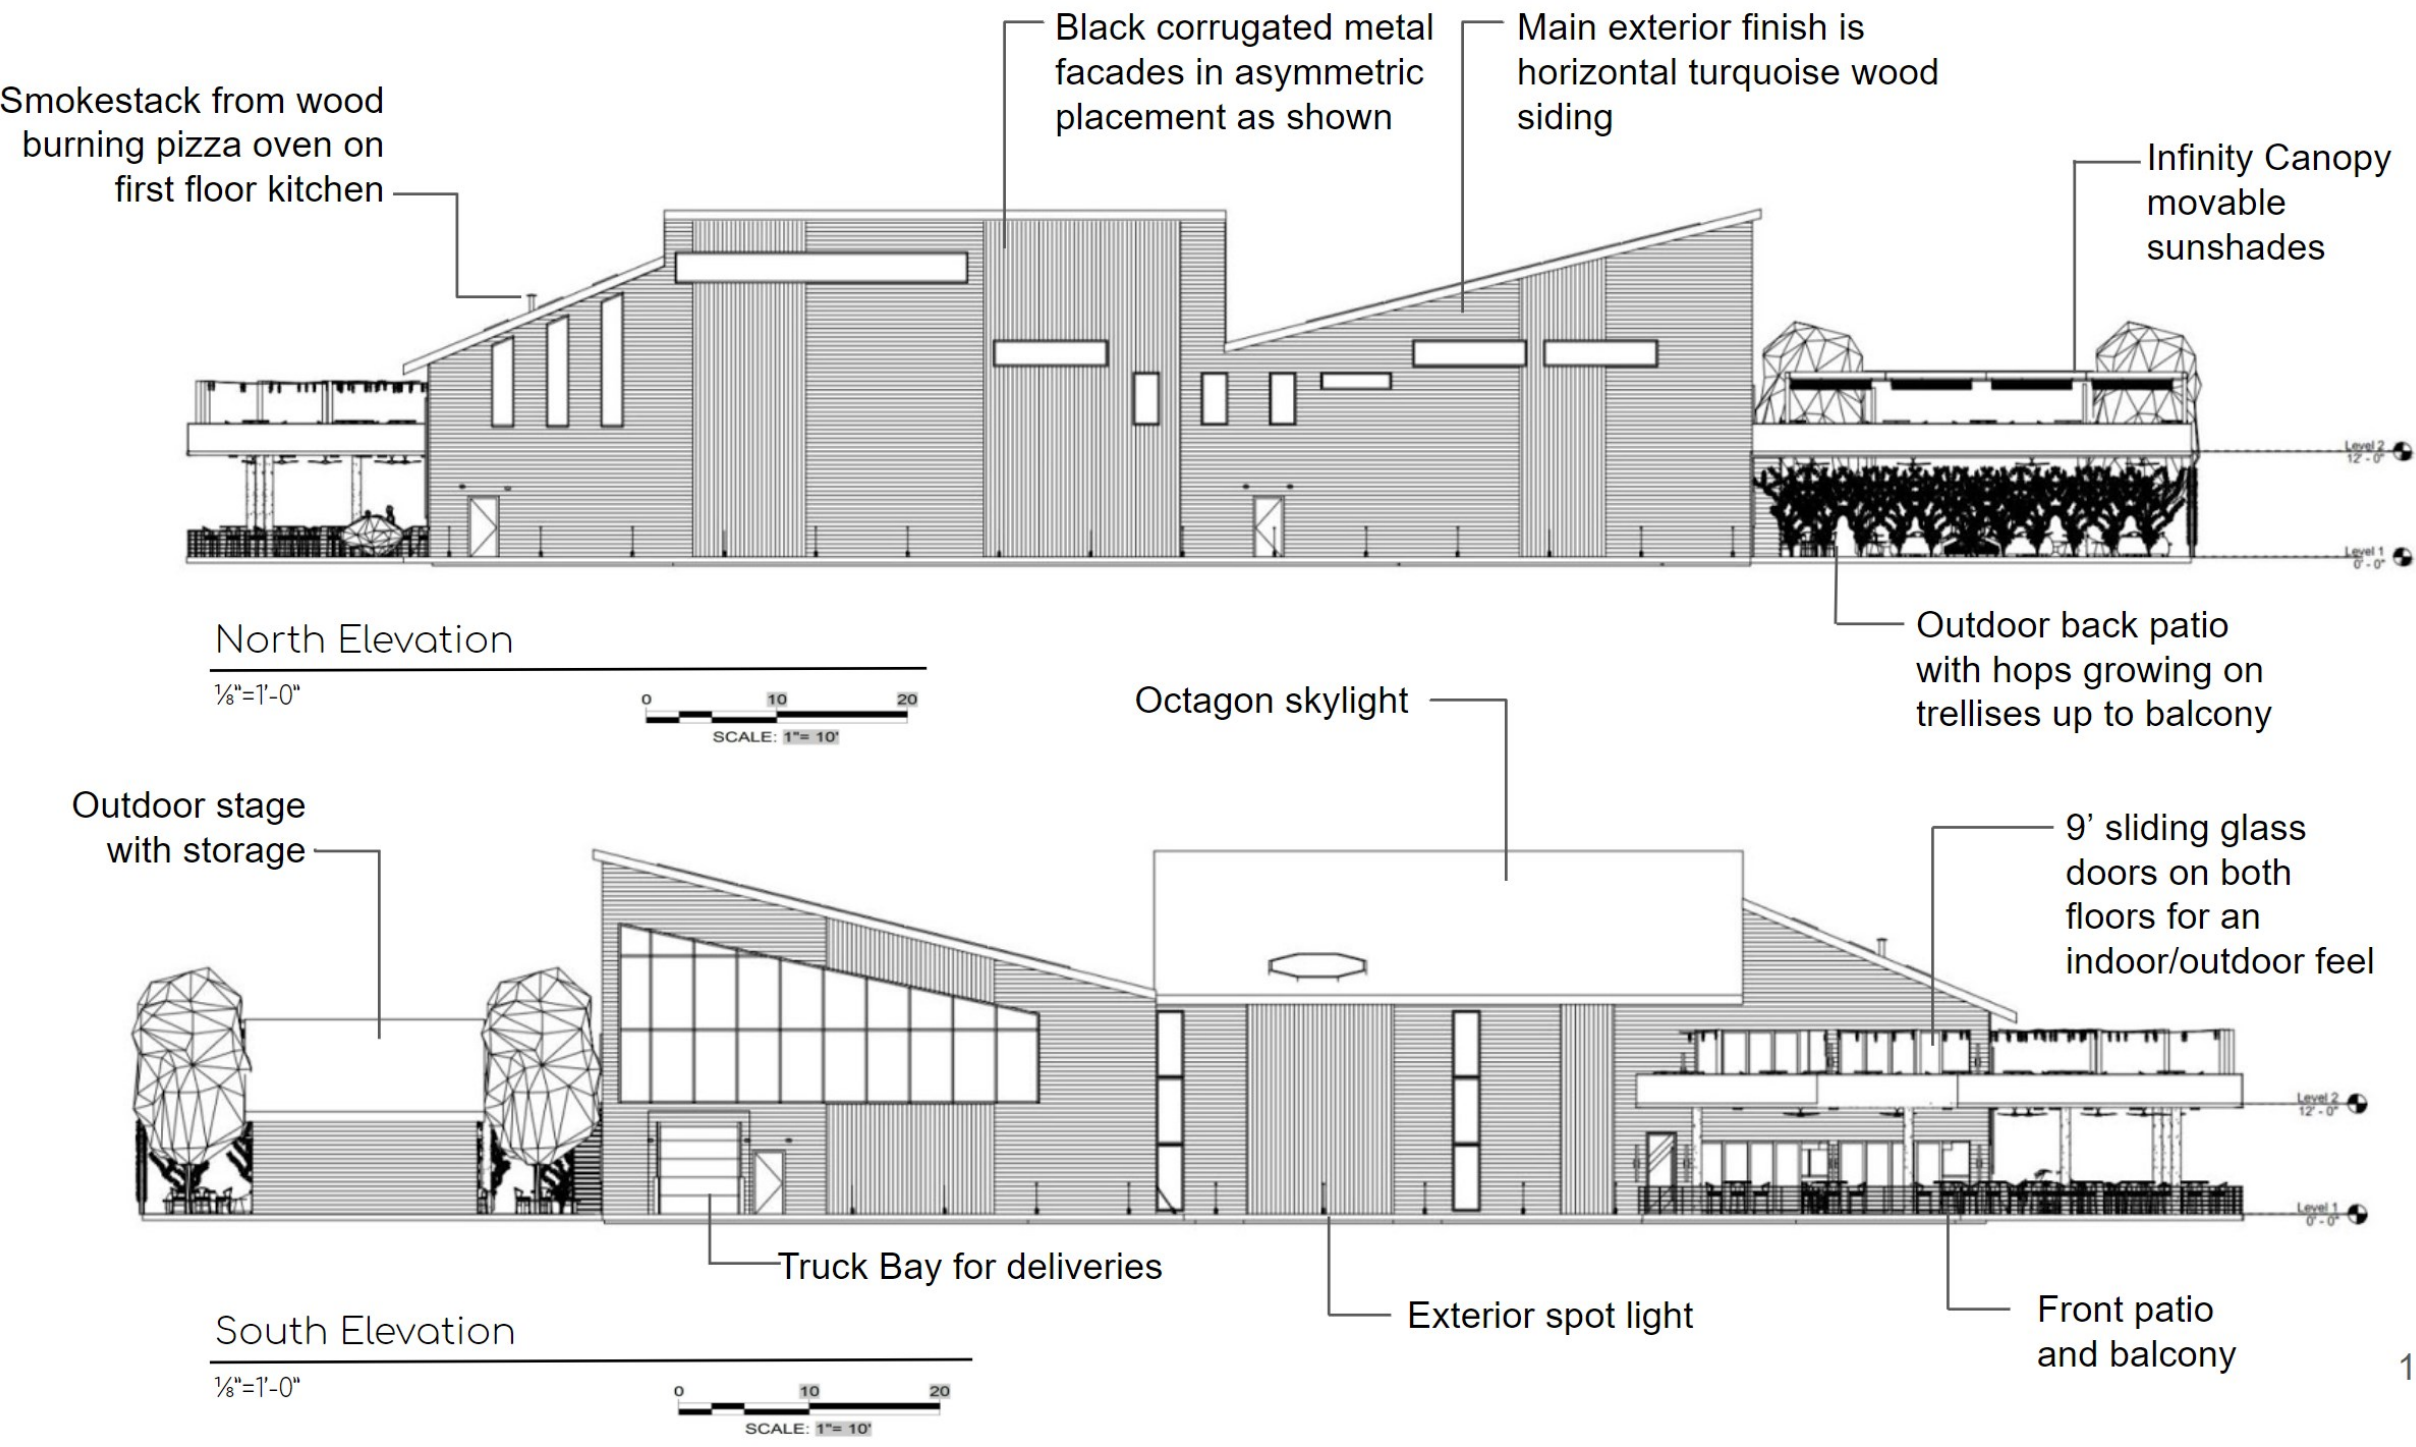 Black corrugated metal
facades in asymmetric
placement as shown
Main exterior finish is
horizontal turquoise wood
siding
Smokestack from wood
burning pizza oven on
first floor kitchen
Infinity Canopy
movable
sunshades
Level 2
12' - 0"
Level 1
0' - 0"
Outdoor back patio
with hops growing on
trellises up to balcony
North Elevation
⅛"=1'-0"
0 10 20
SCALE: 1"= 10'
Octagon skylight
Outdoor stage
with storage
9’ sliding glass
doors on both
floors for an
indoor/outdoor feel
Level 2
12' - 0"
Level 1
0' - 0"
Truck Bay for deliveries
Exterior spot light
Front patio
and balcony
South Elevation
⅛"=1'-0"
0 10 20
SCALE: 1"= 10'
1